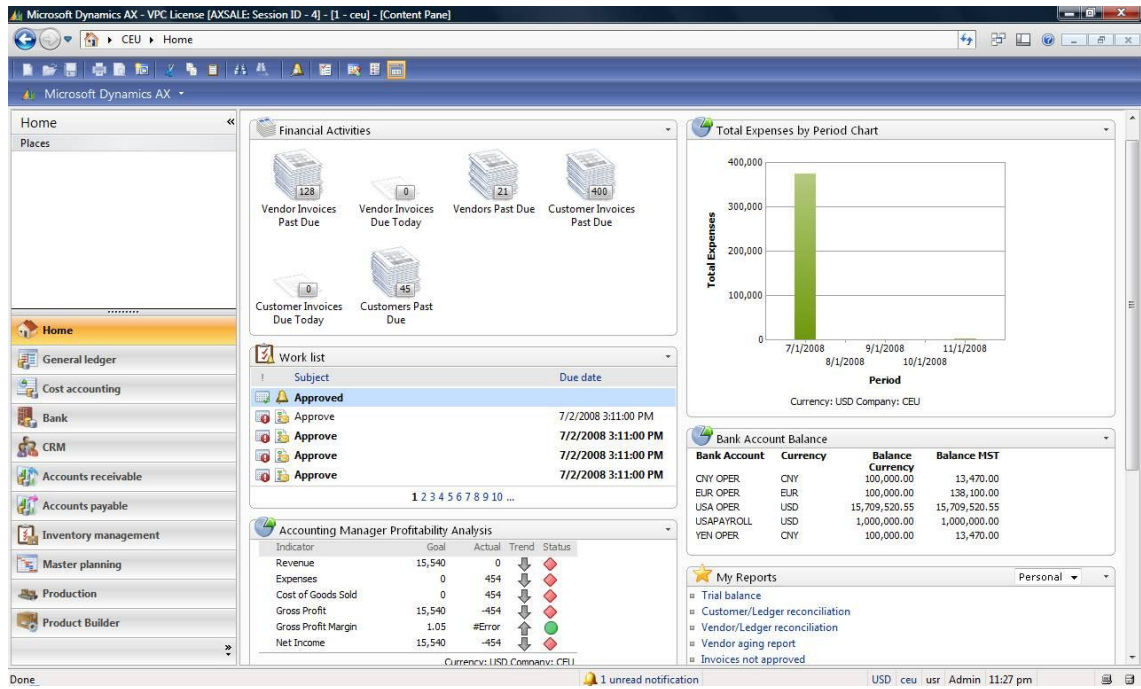 Microsoft Dynamics AX - VPC License [AXSALE: Session ID - 4] - [1 - ceu] - [Content Pane]
CEU
Home
Microsoft Dynamics AX
Home
Places
Home
General ledger
Cost accounting
Bank
CRM
Accounts receivable
Accounts payable
Inventory management
Master planning
Production
Product Builder
Financial Activities
128 0 21 400
Vendor Invoices Vendor Invoices Vendors Past Due Customer Invoices
Past Due Due Today Past Due
0 45
Customer Invoices Customers Past
Due Today Due
Work list
! Subject Due date
Approved
Approve 7/2/2008 3:11:00 PM
Approve 7/2/2008 3:11:00 PM
Approve 7/2/2008 3:11:00 PM
Approve 7/2/2008 3:11:00 PM
1 2 3 4 5 6 7 8 9 10 ...
Accounting Manager Profitability Analysis
Indicator Goal Actual Trend Status
Revenue 15,540 0
Expenses 0 454
Cost of Goods Sold 0 454
Gross Profit 15,540 -454
Gross Profit Margin 1.05 #Error
Net Income 15,540 -454
Currency: USD Company: CEU
Total Expenses by Period Chart
400,000
300,000
200,000
100,000
0
Total Expenses
7/1/2008 9/1/2008 11/1/2008
8/1/2008 10/1/2008
Period
Currency: USD Company: CEU
Bank Account Balance
Bank Account Currency Balance Balance MST
Currency
CNY OPER CNY 100,000.00 13,470.00
EUR OPER EUR 100,000.00 138,100.00
USA OPER USD 15,709,520.55 15,709,520.55
USAPAYROLL USD 1,000,000.00 1,000,000.00
YEN OPER CNY 100,000.00 13,470.00
My Reports Personal
Trial balance
Customer/Ledger reconciliation
Vendor/Ledger reconciliation
Vendor aging report
Invoices not approved
Done 1 unread notification USD ceu usr Admin 11:27 pm